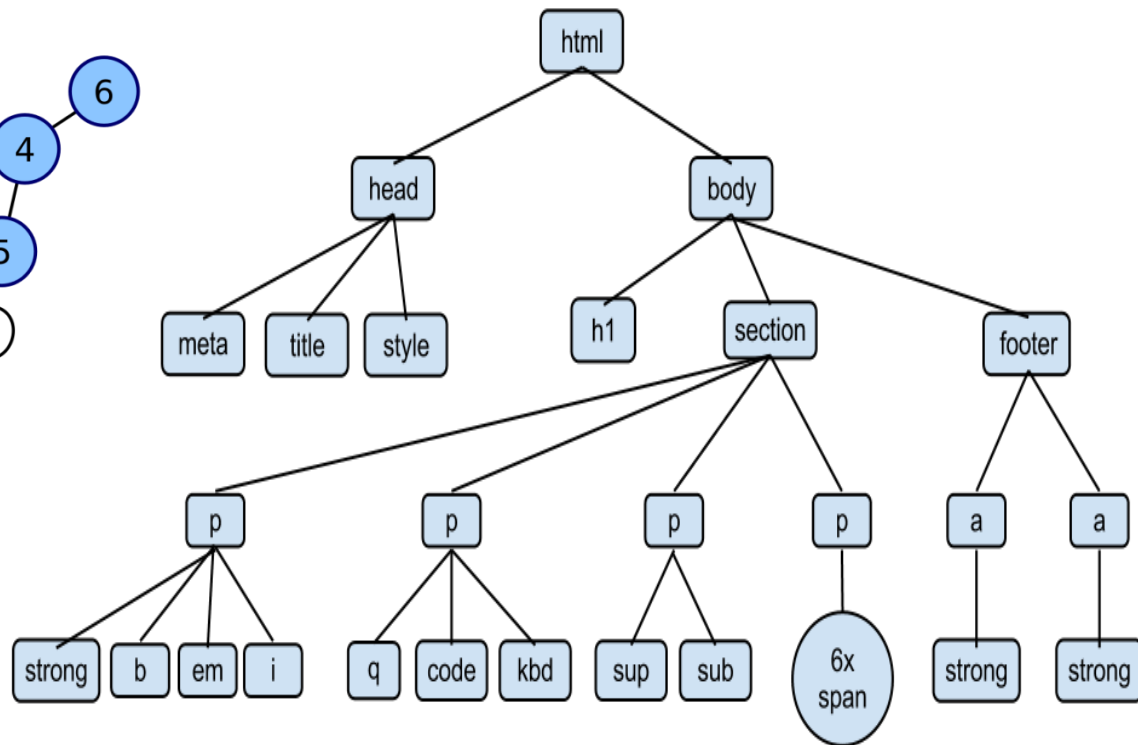 html
6
4
head
body
5
meta
title
style
h1
section
footer
p
p
p
p
a
a
strong
b
em
i
q
code
kbd
sup
sub
6x
span
strong
strong